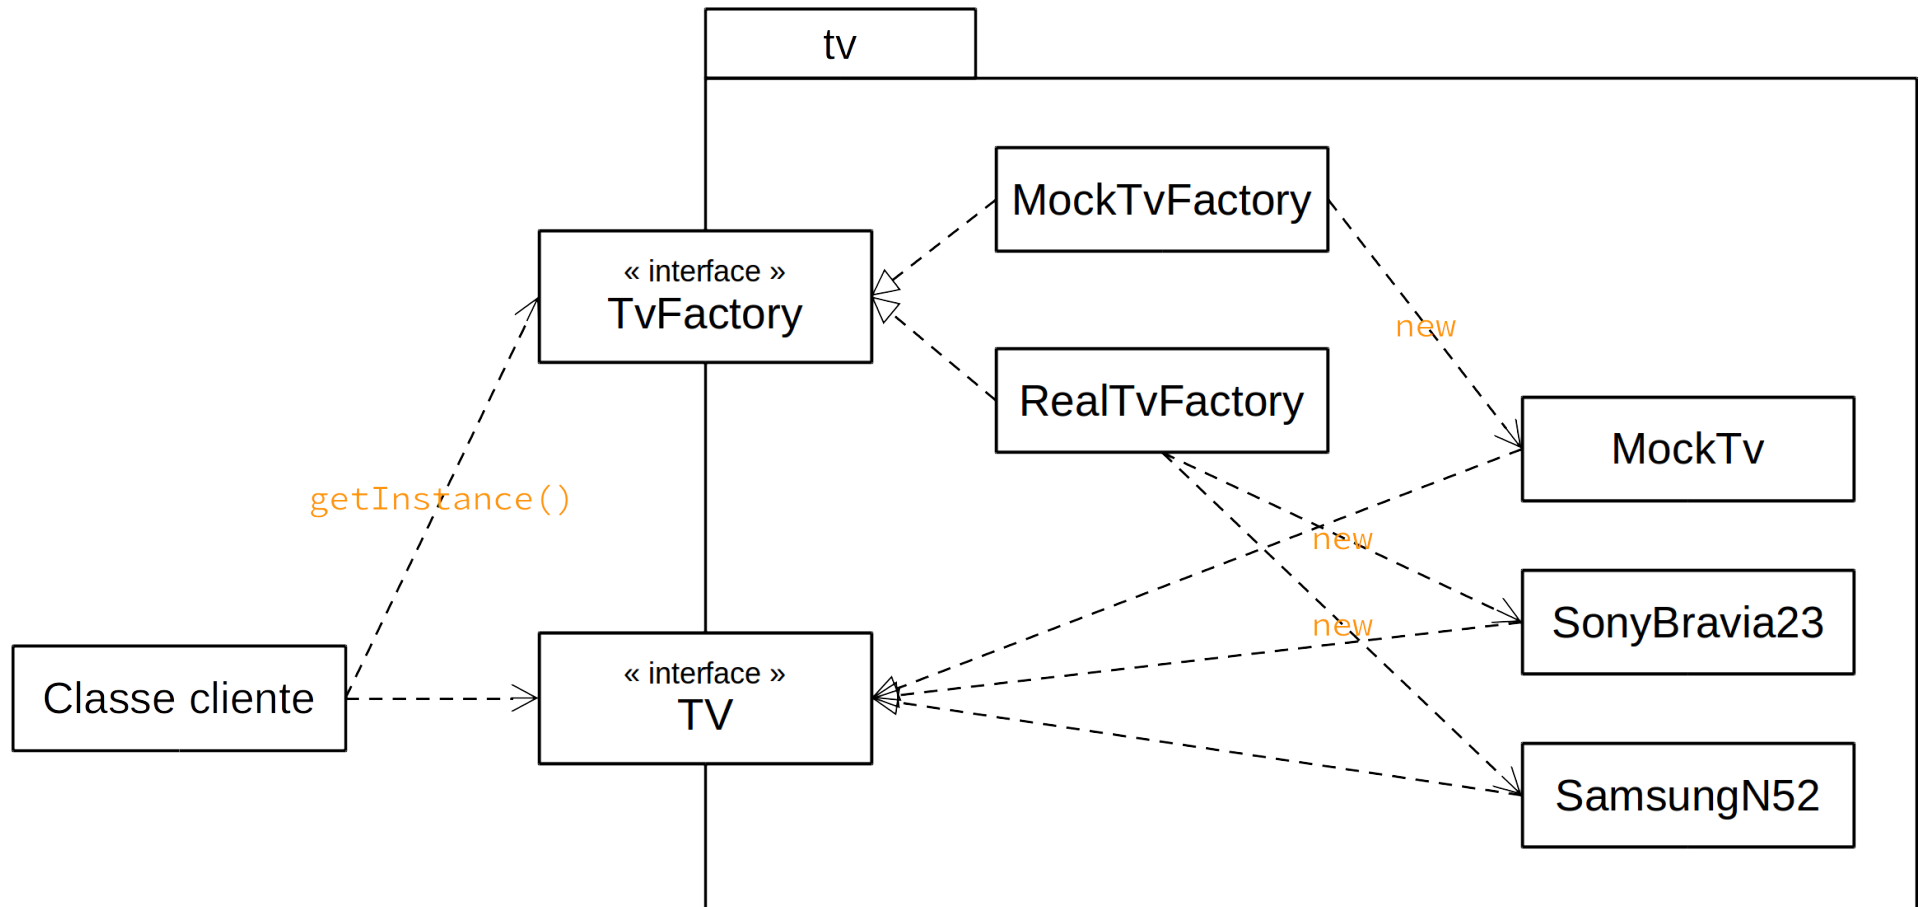 tv
MockTvFactory
« interface »
TvFactory
new
RealTvFactory
MockTv
getInstance()
new
SonyBravia23
new
« interface »
TV
Classe cliente
SamsungN52